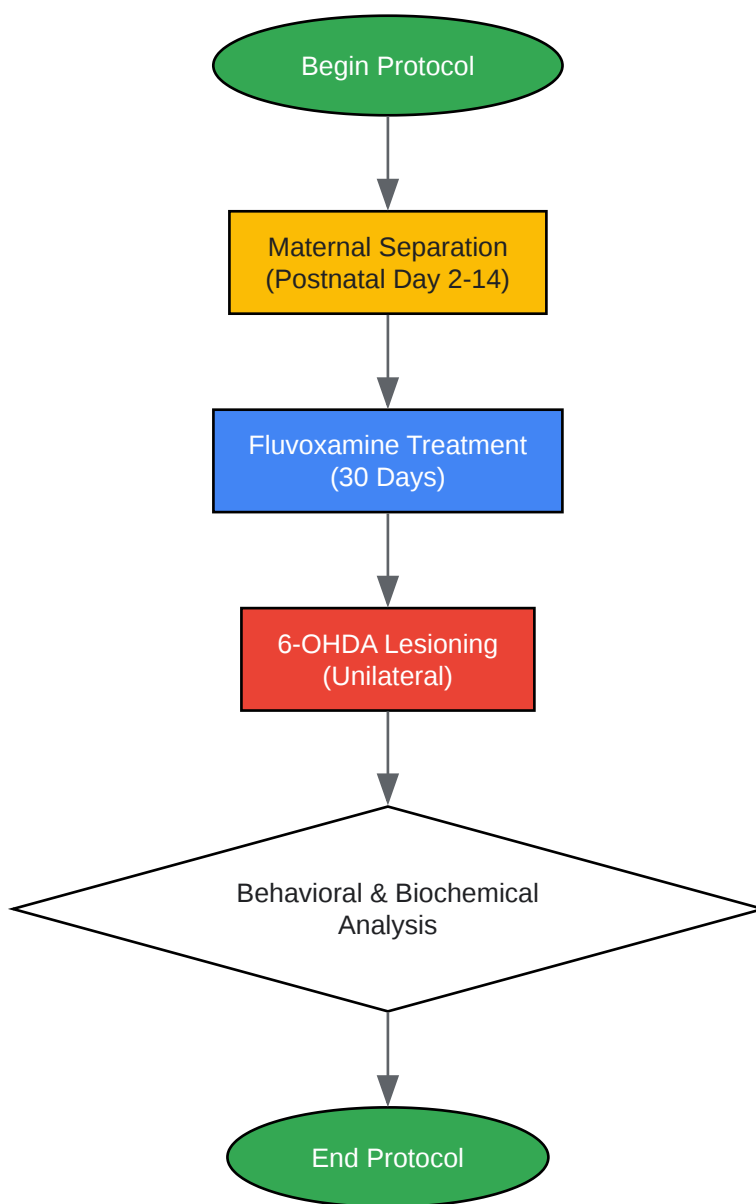 Begin Protocol
Maternal Separation
(Postnatal Day 2-14)
Fluvoxamine Treatment
(30 Days)
6-OHDA Lesioning
(Unilateral)
Behavioral & Biochemical
Analysis
End Protocol